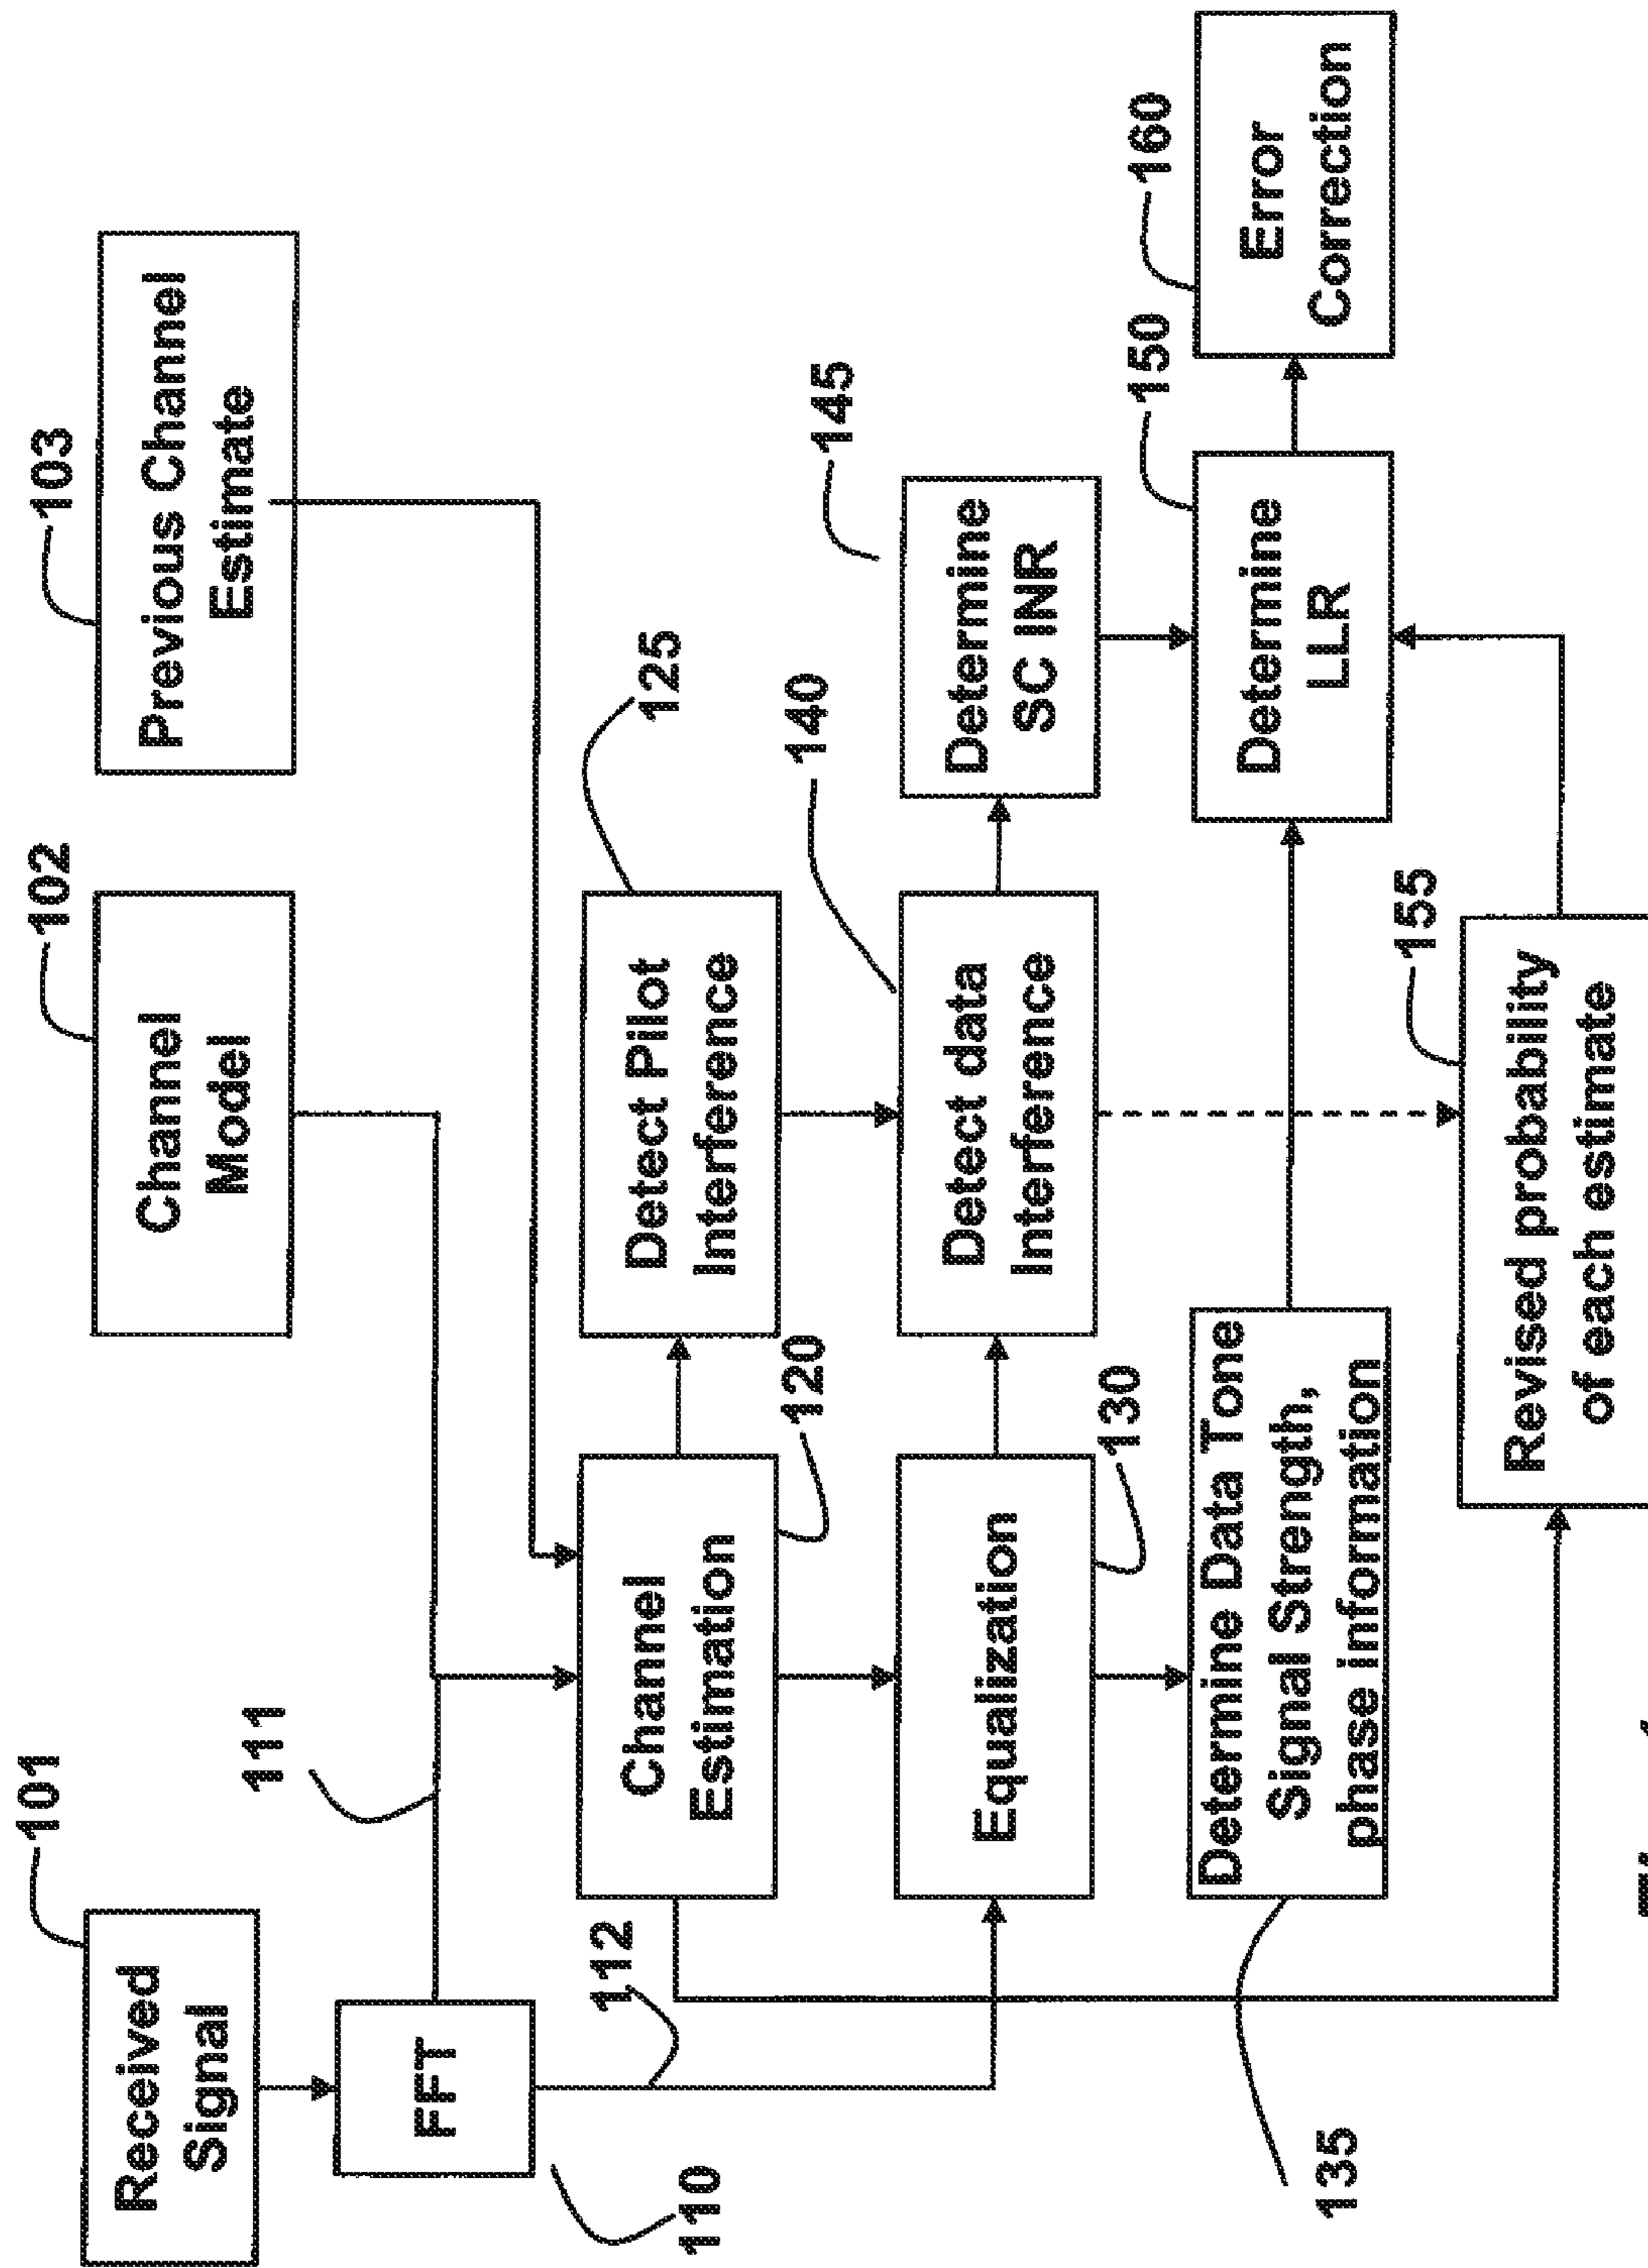 101
Received
Signal
102
Channel
Model
103
Previous Channel
Estimate
FFT
110
111
112
Channel
Estimation
120
Detect Pilot
Interference
125
Equalization
130
Detect data
Interference
140
Determine
SC INR
145
Determine Data Tone
Signal Strength,
phase information
135
Determine
LLR
150
Error
Correction
160
Revised probability
of each estimate
155